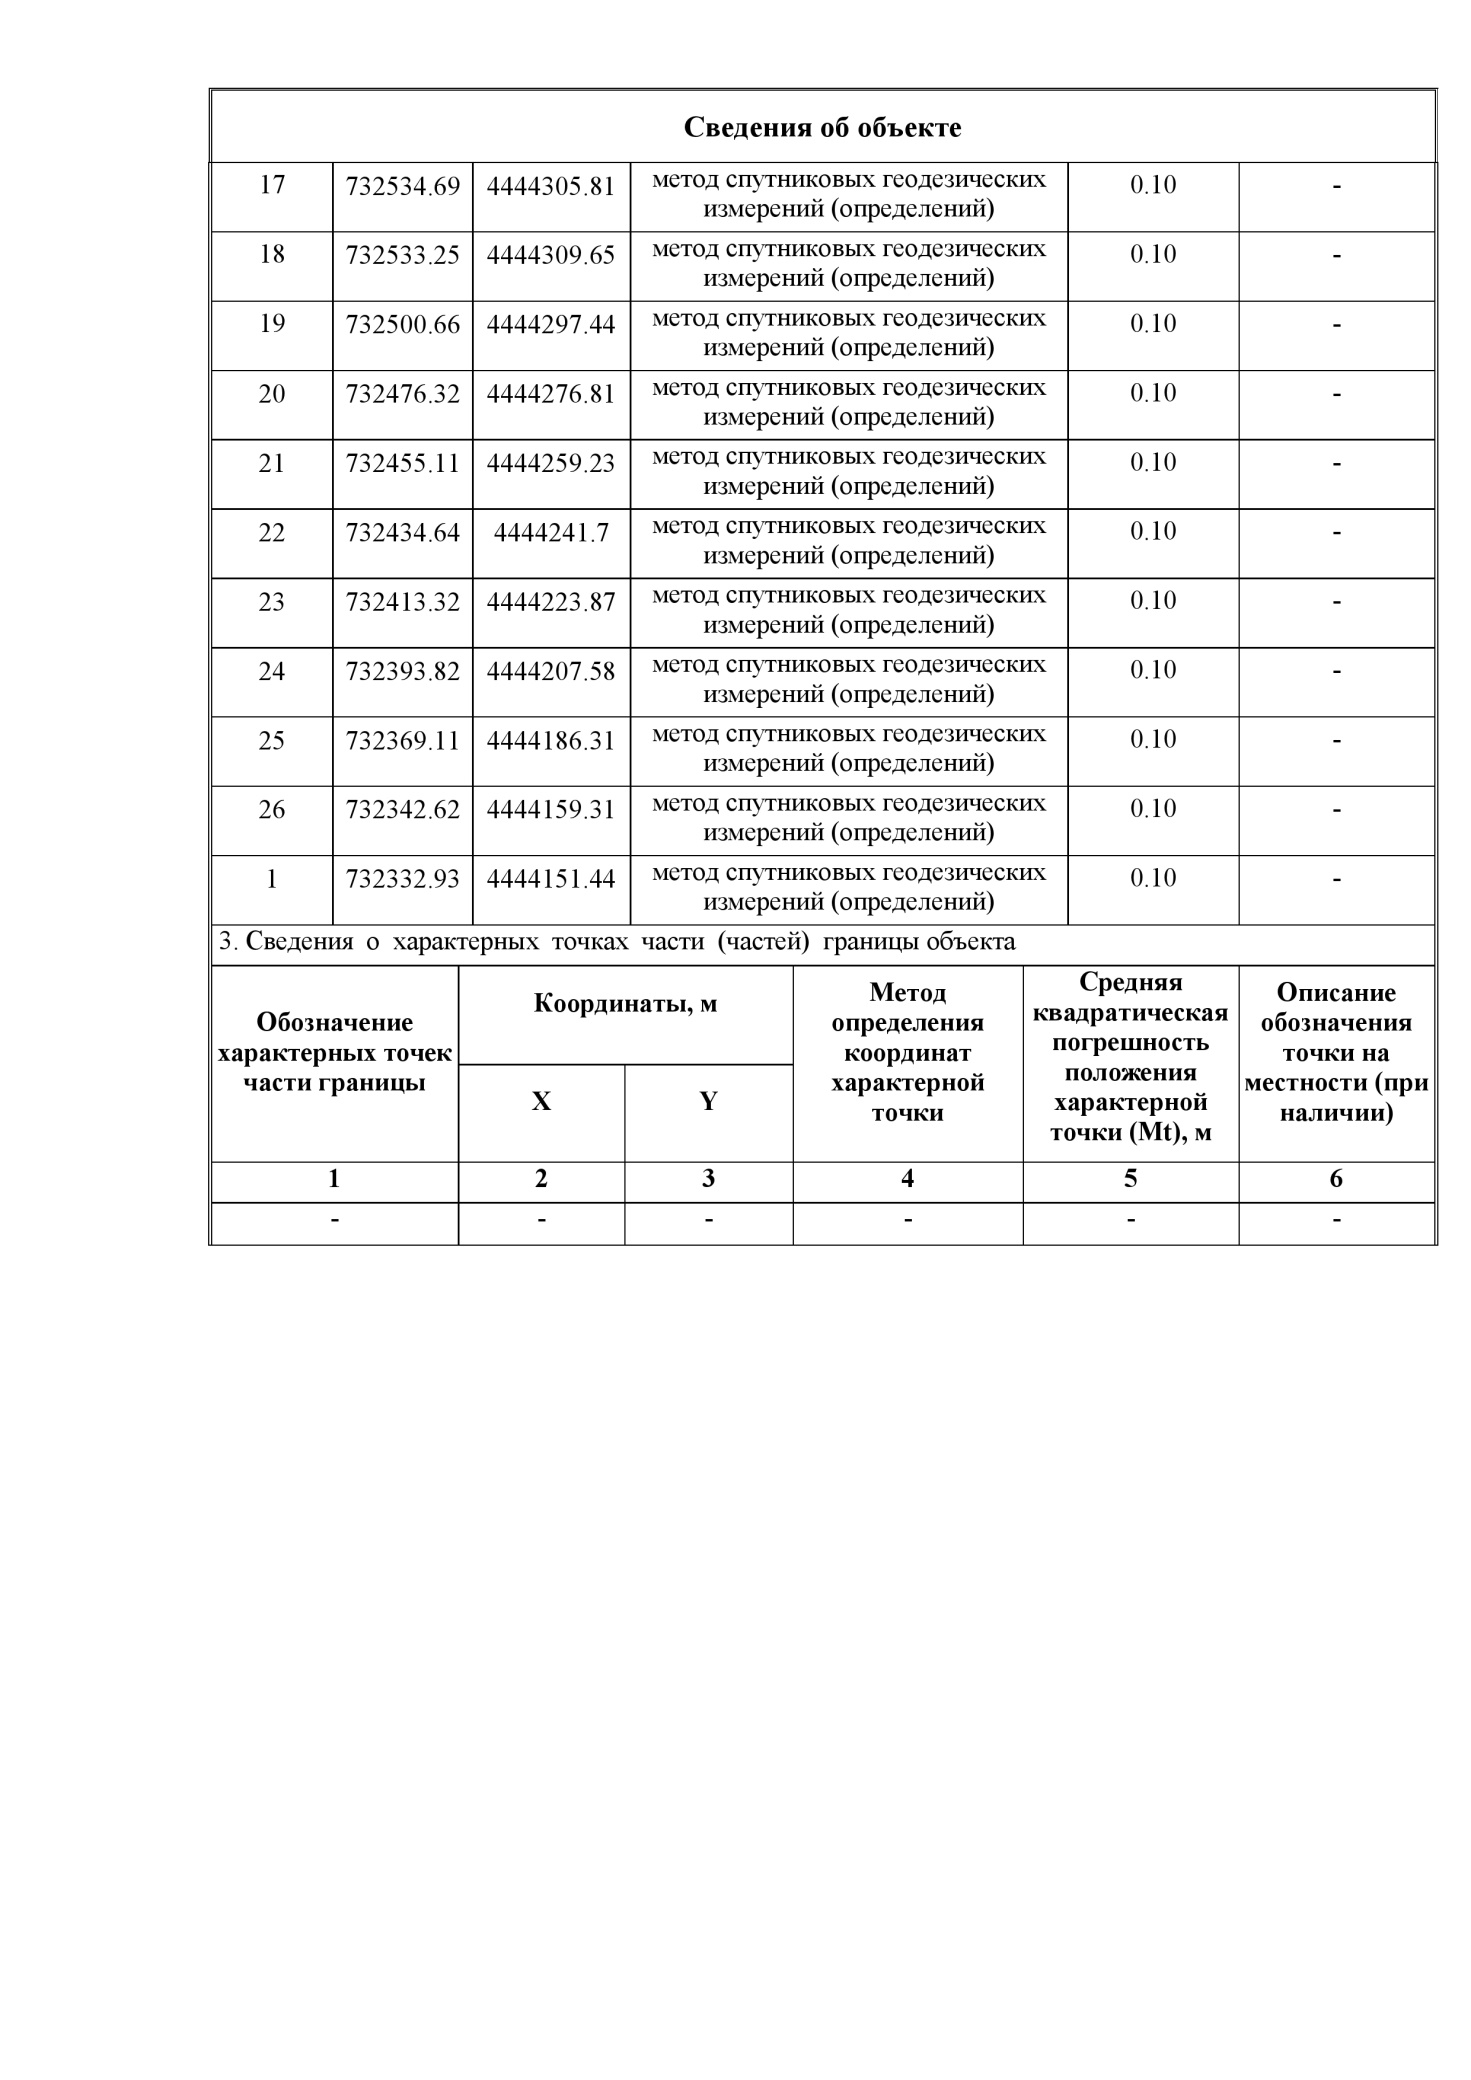 Сведения об объекте
17 732534.69 4444305.81 метод спутниковых геодезических измерений (определений) 0.10 -
18 732533.25 4444309.65 метод спутниковых геодезических измерений (определений) 0.10 -
19 732500.66 4444297.44 метод спутниковых геодезических измерений (определений) 0.10 -
20 732476.32 4444276.81 метод спутниковых геодезических измерений (определений) 0.10 -
21 732455.11 4444259.23 метод спутниковых геодезических измерений (определений) 0.10 -
22 732434.64 4444241.7 метод спутниковых геодезических измерений (определений) 0.10 -
23 732413.32 4444223.87 метод спутниковых геодезических измерений (определений) 0.10 -
24 732393.82 4444207.58 метод спутниковых геодезических измерений (определений) 0.10 -
25 732369.11 4444186.31 метод спутниковых геодезических измерений (определений) 0.10 -
26 732342.62 4444159.31 метод спутниковых геодезических измерений (определений) 0.10 -
1 732332.93 4444151.44 метод спутниковых геодезических измерений (определений) 0.10 -
3. Сведения о характерных точках части (частей) границы объекта
Обозначение
характерных точек
части границы
Координаты, м
X Y
Метод
определения
координат
характерной
точки
Средняя
квадратическая
погрешность
положения
характерной
точки (Mt), м
Описание
обозначения
точки на
местности (при
наличии)
1 2 3 4 5 6
- - - - - -